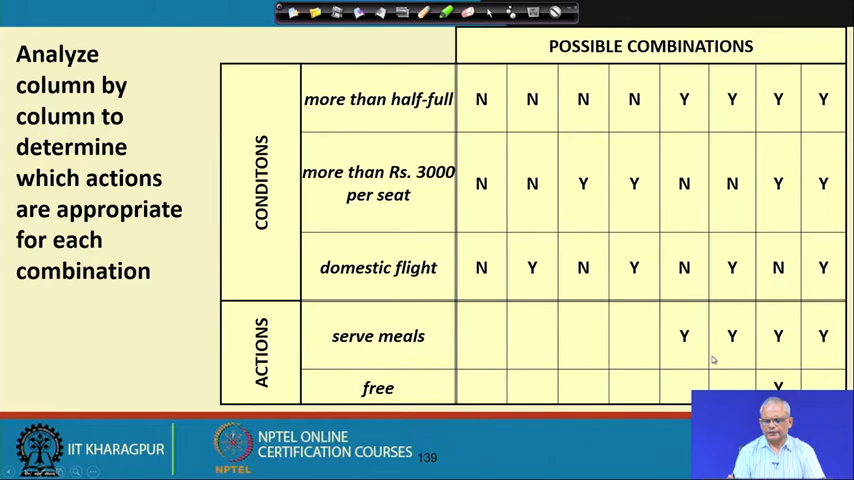 Analyze
column by
column to
determine
which actions
are appropriate
for each
combination
POSSIBLE COMBINATIONS
CONDITONS
more than half-full N N N N Y Y Y Y
more than Rs. 3000
per seat N N Y Y N N Y Y
domestic flight N Y N Y N Y N Y
ACTIONS
serve meals Y Y Y Y
free Y
IIT KHARAGPUR
NPTEL
NPTEL ONLINE
CERTIFICATION COURSES
139